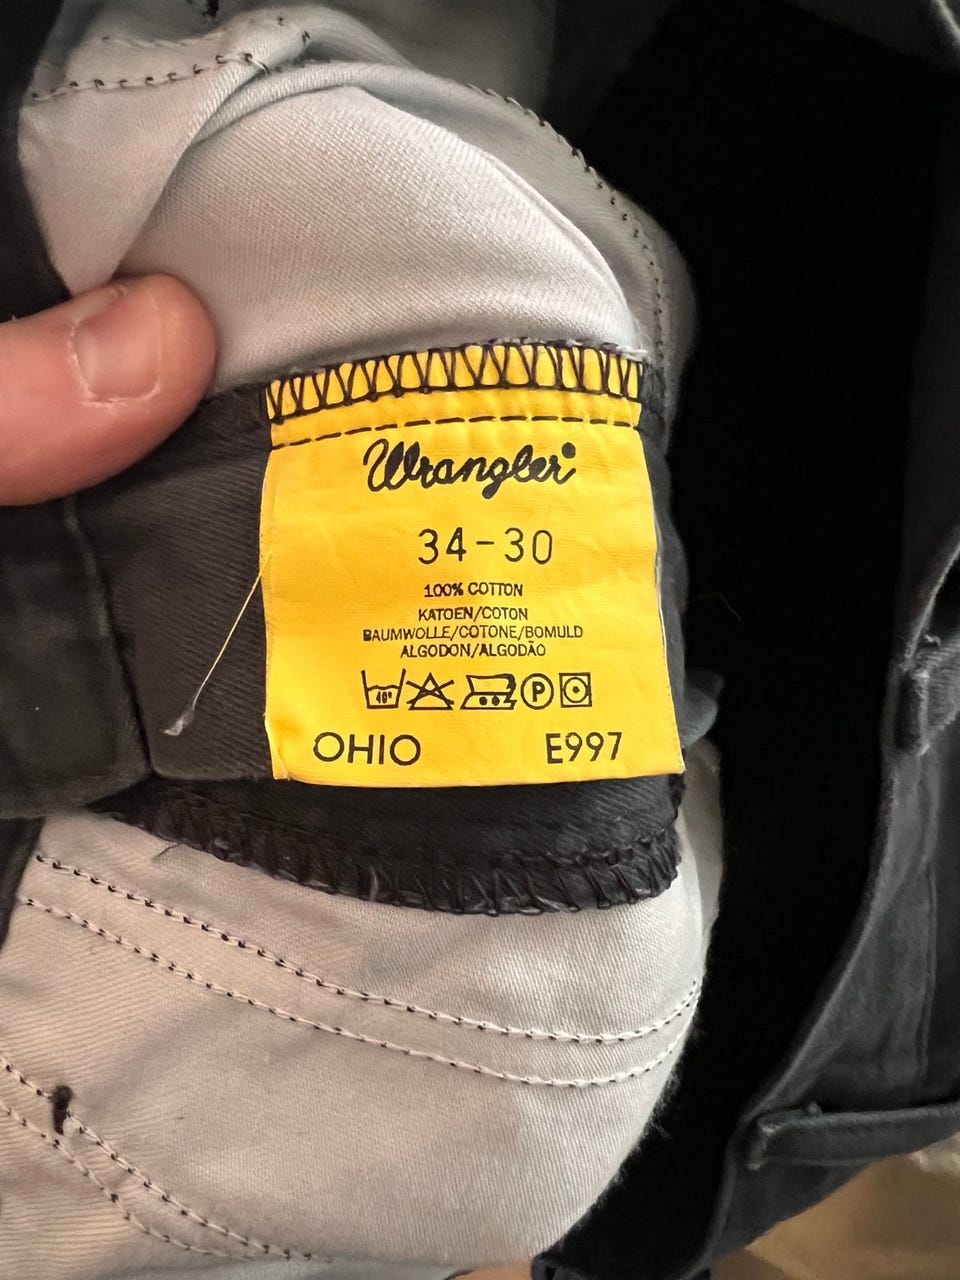 Wrangler®
34-30
100% COTTON
KATOEN/COTON
BAUMWOLLE/COTONE/BOMULD
ALGODON/ALGODÃO
40° P
OHIO E997